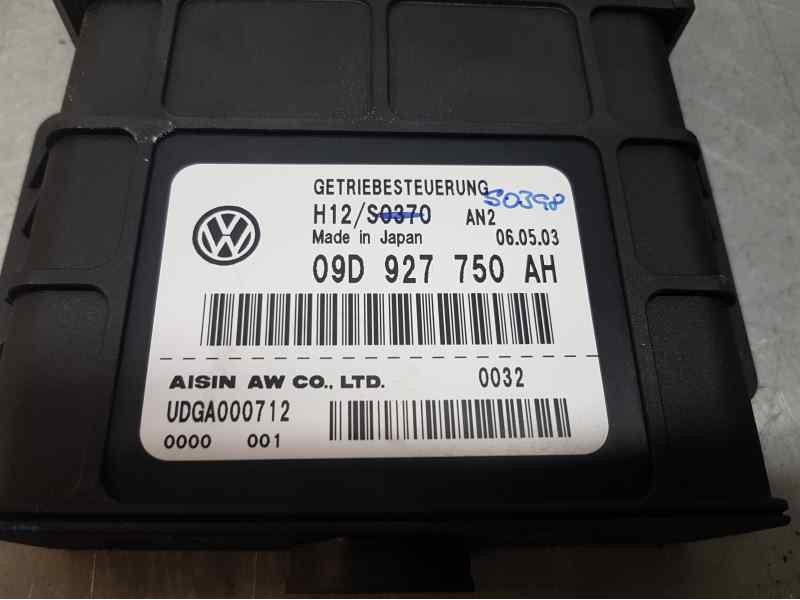 GETRIEBESTEUERUNG
S0398
H12/S0370 AN2
Made in Japan 06.05.03
09D 927 750 AH
AISIN AW CO., LTD. 0032
UDGA000712
0000 001